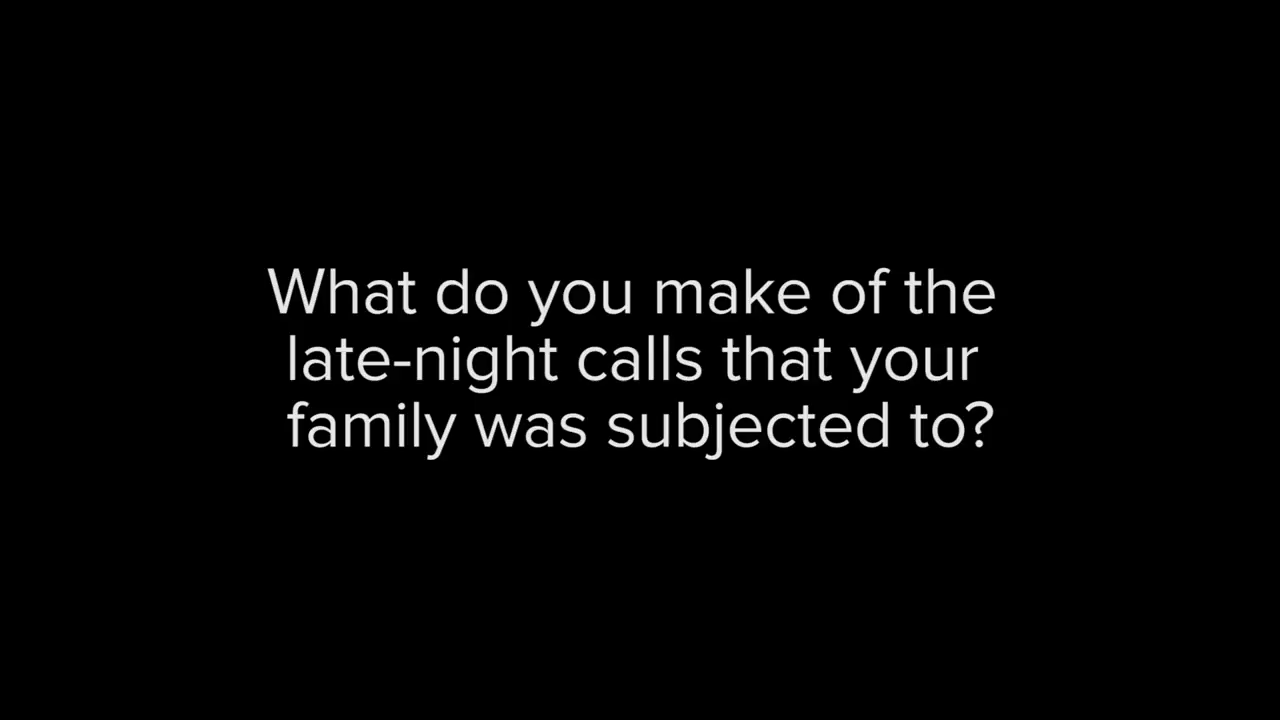 What do you make of the
late-night calls that your
family was subjected to?